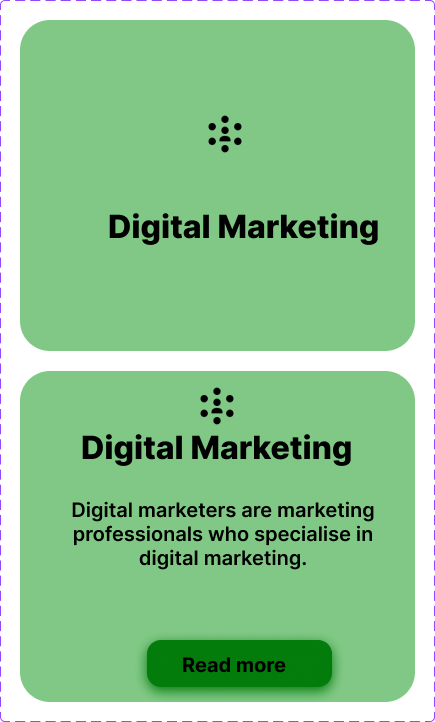 Digital Marketing
Digital Marketing
Digital marketers are marketing
professionals who specialise in
digital marketing.
Read more